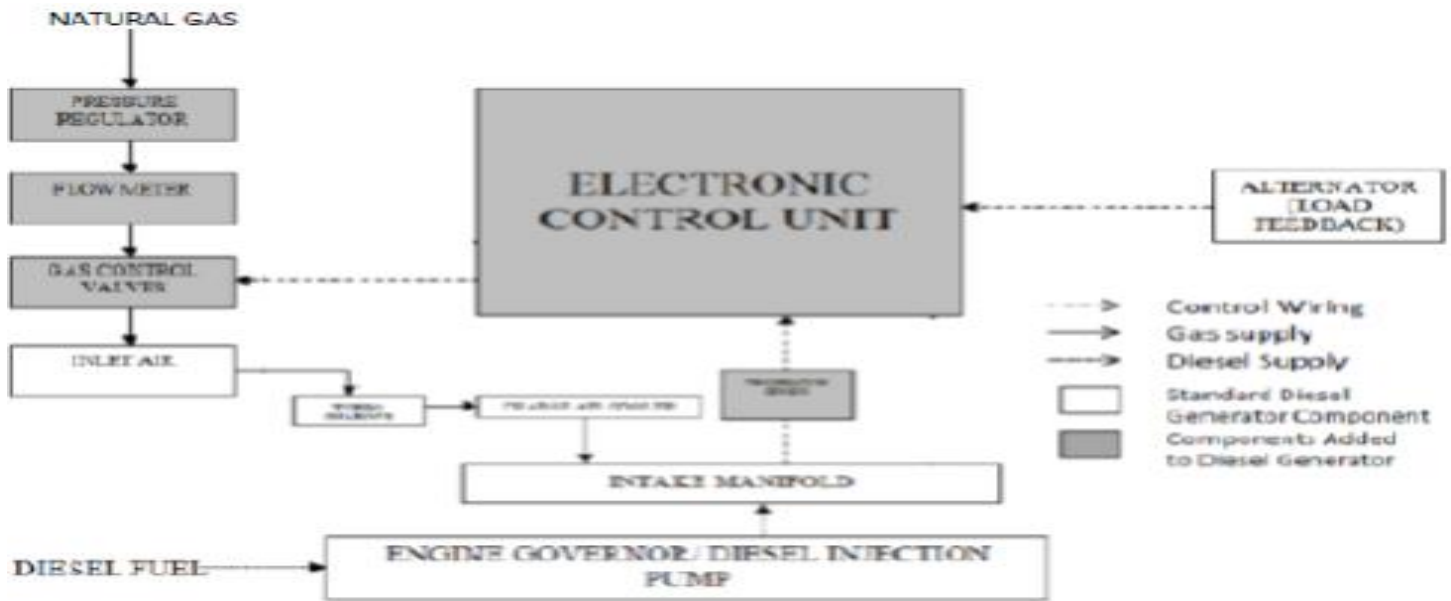 NATURAL GAS
PRESSURE
REGULATOR
FLOW METER
GAS CONTROL
VALVES
INLET AIR
ELECTRONIC
CONTROL UNIT
ALTERNATOR
(LOAD
FEEDBACK)
Control Wiring
Gas supply
Diesel Supply
Standard Diesel
Generator Component
Components Added
to Diesel Generator
INTAKE MANIFOLD
DIESEL FUEL
ENGINE GOVERNOR/ DIESEL INJECTION
PUMP